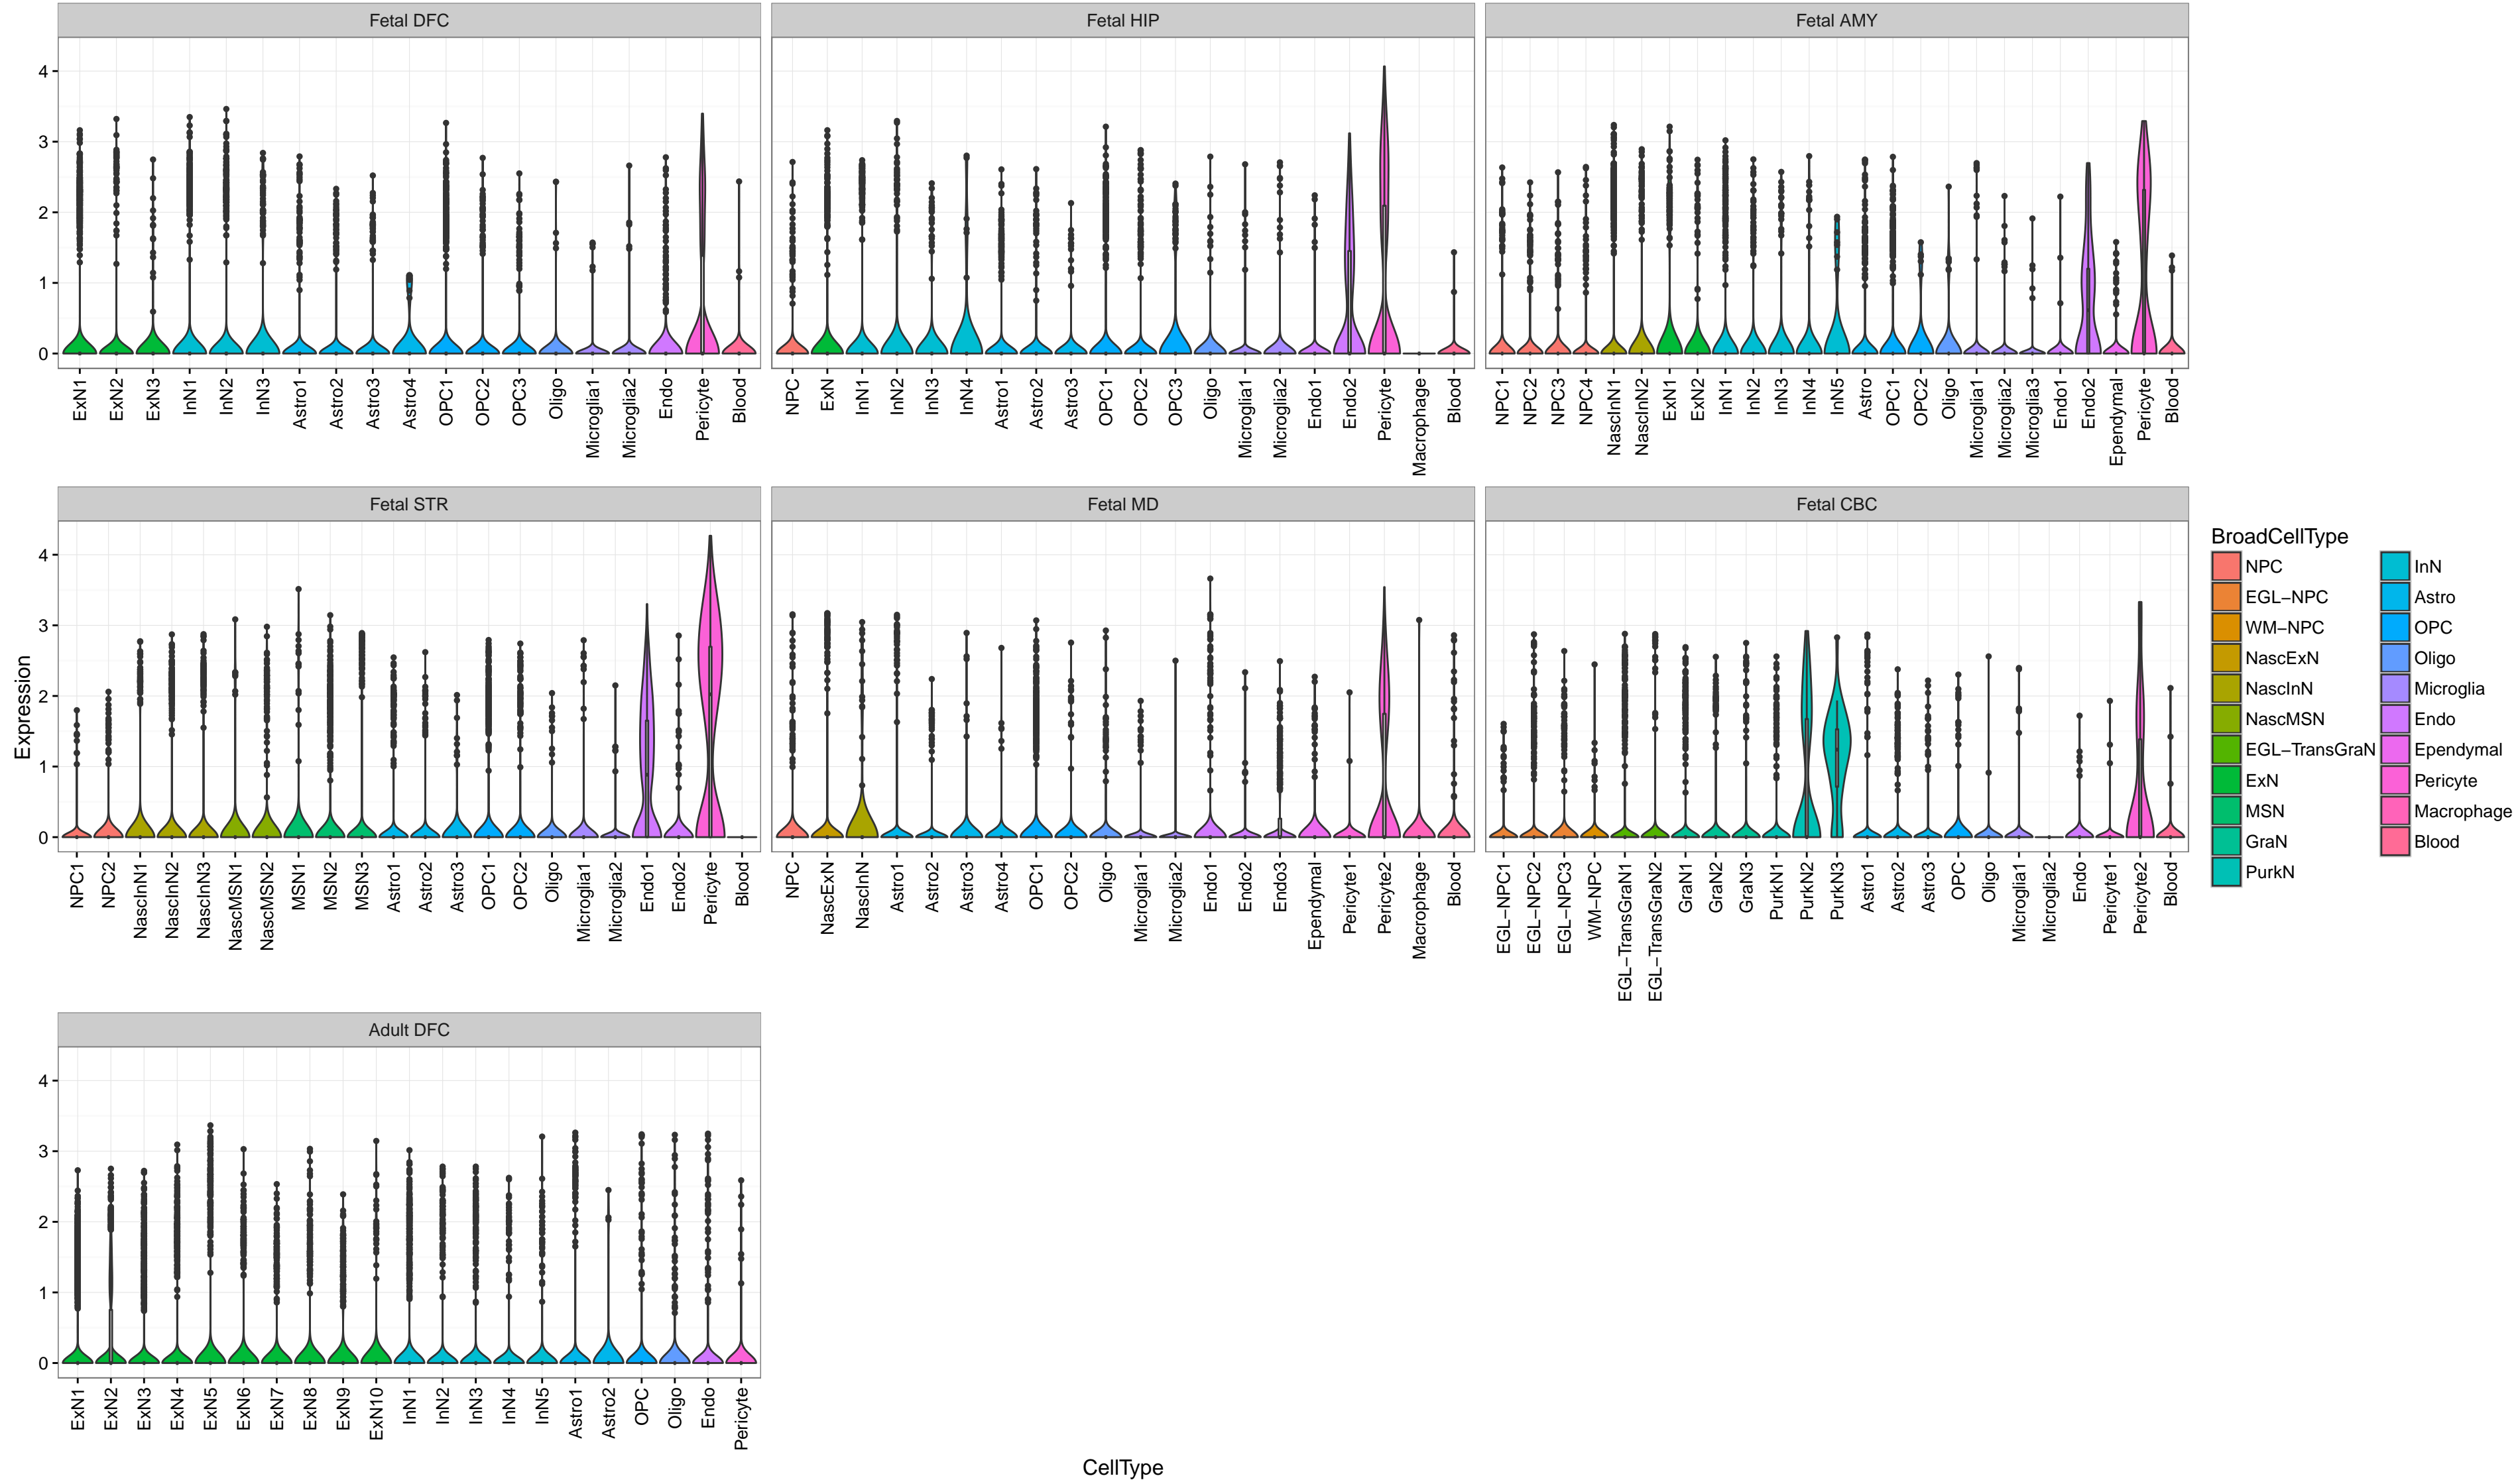 Fetal DFC Fetal HIP Fetal AMY
4
3
2
1
0
ExN1 ExN2 ExN3 InN1 InN2 InN3 Astro1 Astro2 Astro3 Astro4 OPC1 OPC2 OPC3 Oligo Microglia1 Microglia2 Endo Pericyte Blood
NPC ExN InN1 InN2 InN3 InN4 Astro1 Astro2 Astro3 OPC1 OPC2 OPC3 Oligo Microglia1 Microglia2 Endo1 Endo2 Pericyte Macrophage Blood
NPC1 NPC2 NPC3 NPC4 NascInN1 NascInN2 ExN1 ExN2 InN1 InN2 InN3 InN4 InN5 Astro OPC1 OPC2 Oligo Microglia1 Microglia2 Microglia3 Endo1 Endo2 Ependymal Pericyte Blood
Fetal STR Fetal MD Fetal CBC
4
3
2
1
0
NPC1 NPC2 NascInN1 NascInN2 NascInN3 NascMSN1 NascMSN2 MSN1 MSN2 MSN3 Astro1 Astro2 Astro3 OPC1 OPC2 Oligo Microglia1 Microglia2 Endo1 Endo2 Pericyte Blood
NPC NascExN NascInN Astro1 Astro2 Astro3 Astro4 OPC1 OPC2 Oligo Microglia1 Microglia2 Endo1 Endo2 Endo3 Ependymal Pericyte1 Pericyte2 Macrophage Blood
EGL−NPC1 EGL−NPC2 EGL−NPC3 WM−NPC EGL−TransGraN1 EGL−TransGraN2 GraN1 GraN2 GraN3 PurkN1 PurkN2 PurkN3 Astro1 Astro2 Astro3 OPC Oligo Microglia1 Microglia2 Endo Pericyte1 Pericyte2 Blood
Expression
Adult DFC
4
3
2
1
0
ExN1 ExN2 ExN3 ExN4 ExN5 ExN6 ExN7 ExN8 ExN9 ExN10 InN1 InN2 InN3 InN4 InN5 Astro1 Astro2 OPC Oligo Endo Pericyte
CellType
BroadCellType
NPC
EGL−NPC
WM−NPC
NascExN
NascInN
NascMSN
EGL−TransGraN
ExN
MSN
GraN
PurkN
InN
Astro
OPC
Oligo
Microglia
Endo
Ependymal
Pericyte
Macrophage
Blood